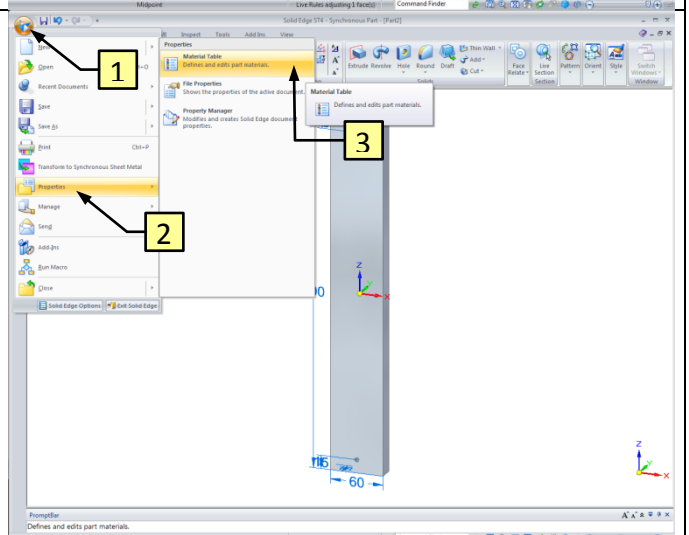 Midpoint Live Rules adjusting 1 face(s) Command Finder
Solid Edge ST4 - Synchronous Part - [Part2]
Inspect Tools Add Ins View
New
Open
Recent Documents
Save
Save As
Print Ctrl+P
Transform to Synchronous Sheet Metal
Properties
Manage
Send
Add-Ins
Run Macro
Close
Solid Edge Options Exit Solid Edge
Properties
Material Table
Defines and edits part materials.
File Properties
Shows the properties of the active document.
Property Manager
Modifies and creates Solid Edge document
properties.
Material Table
Defines and edits part materials.
Extrude Revolve Hole Round Draft
Thin Wall
Add
Cut
Solids
Face
Relate
Live
Section
Section
Pattern Orient Style
Switch
Windows
Window
1
2
3
Z
Y
X
60
Z
Y
X
PromptBar
Defines and edits part materials.